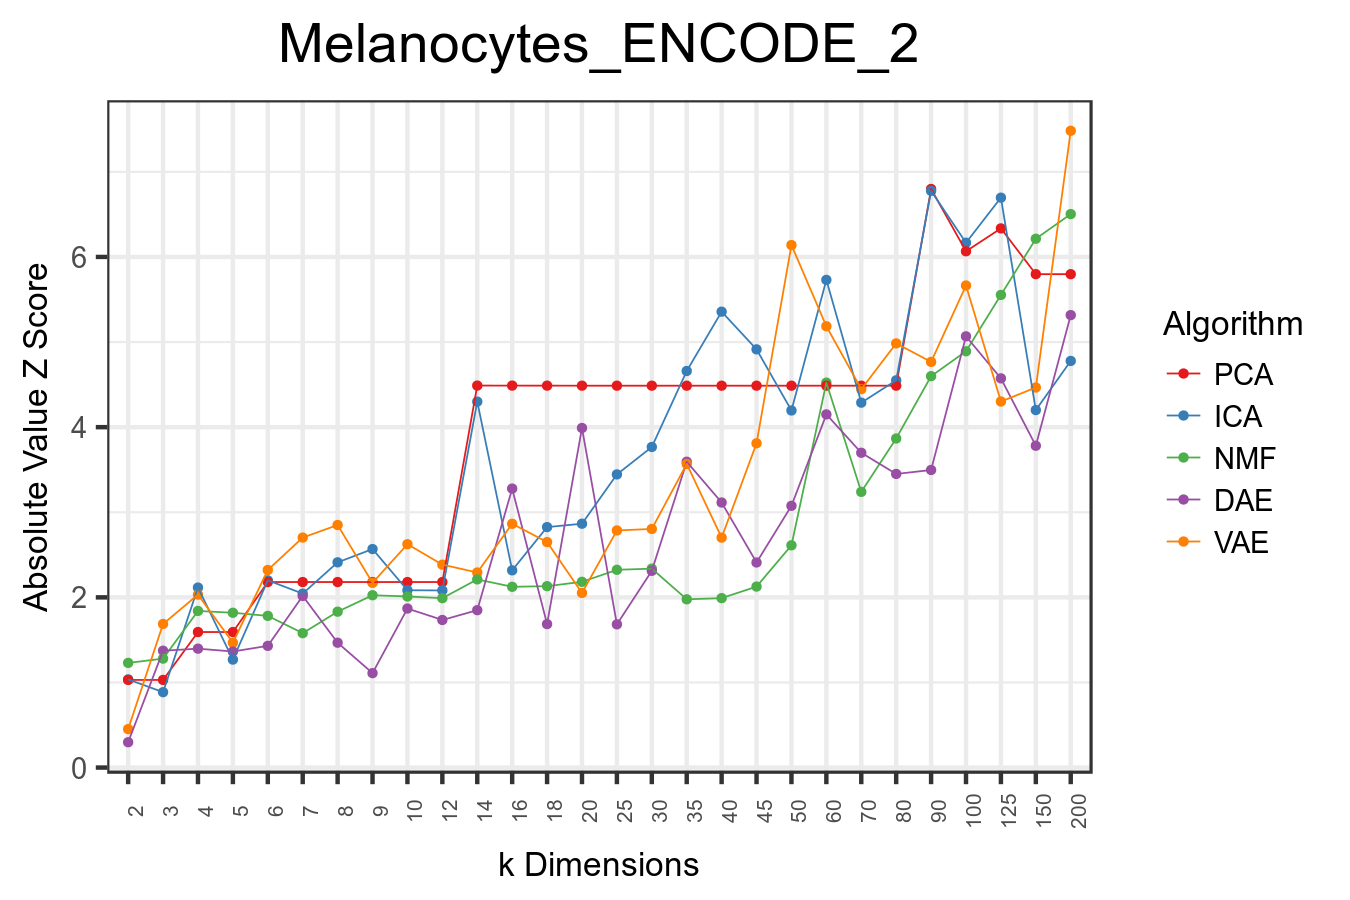 Melanocytes_ENCODE_2
Absolute Value Z Score
6
4
2
0
2 3 4 5 6 7 8 9 10 12 14 16 18 20 25 30 35 40 45 50 60 70 80 90 100 125 150 200
k Dimensions
Algorithm
PCA
ICA
NMF
DAE
VAE